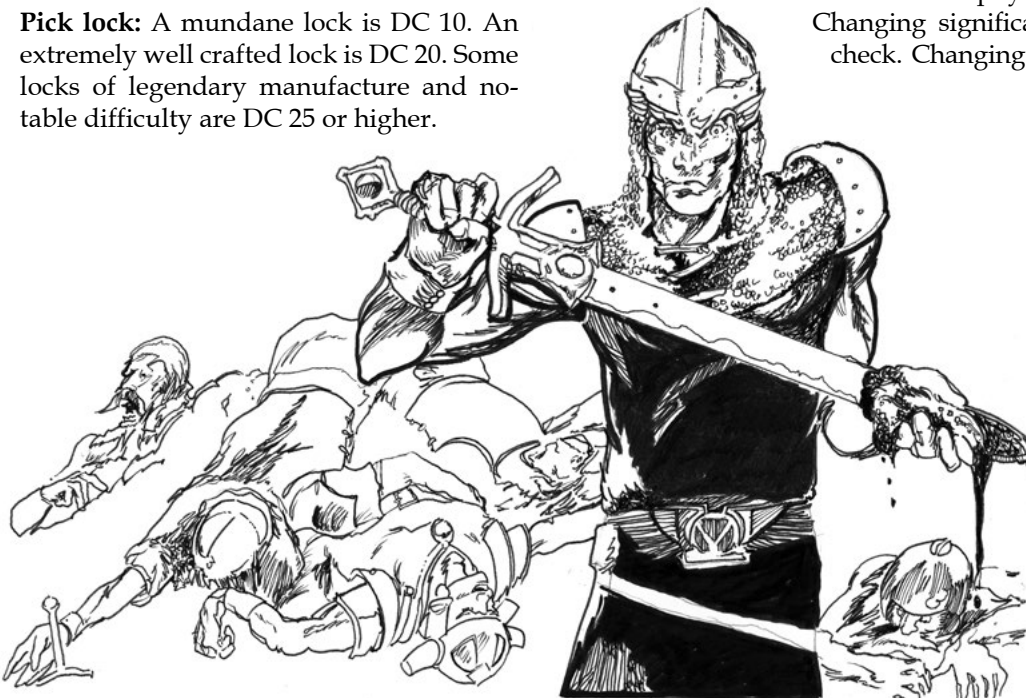 Pick lock: A mundane lock is DC 10. An
extremely well crafted lock is DC 20. Some
locks of legendary manufacture and no-
table difficulty are DC 25 or higher.
Changing
check. Changing